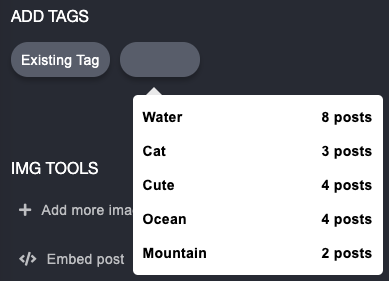 ADD TAGS
Existing Tag
Water 8 posts
Cat 3 posts
Cute 4 posts
Ocean 4 posts
Mountain 2 posts
IMG TOOLS
Add more ima
Embed post